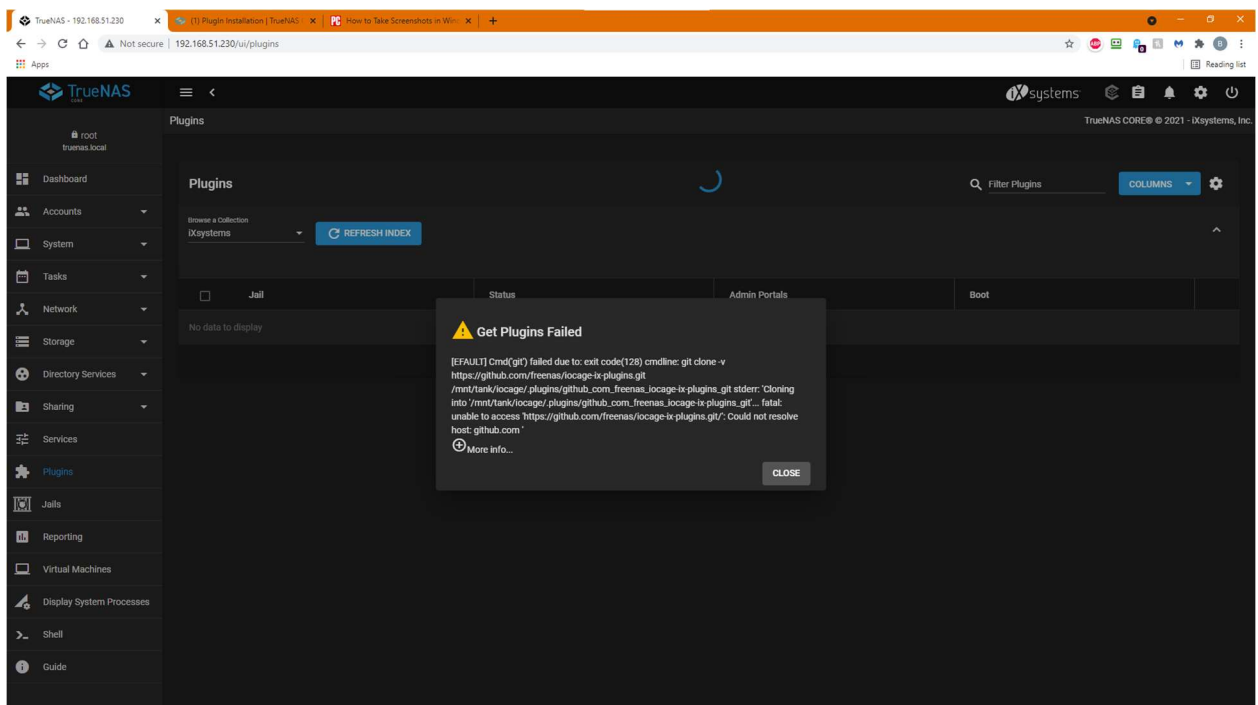 TrueNAS - 192.168.51.230
(1) PlugIn Installation | TrueNAS
PC How to Take Screenshots in Win
Not secure | 192.168.51.230/ui/plugins
ABP
0
B
Apps
Reading list
TrueNAS
CORE
iXsystems
root
truenas.local
Plugins
TrueNAS CORE® © 2021 - iXsystems, Inc.
Dashboard
Accounts
System
Tasks
Network
Storage
Directory Services
Sharing
Services
Plugins
Jails
Reporting
Virtual Machines
Display System Processes
Shell
Guide
Plugins
Filter Plugins
COLUMNS
Browse a Collection
iXsystems
REFRESH INDEX
Jail Status Admin Portals Boot
No data to display
Get Plugins Failed
[EFAULT] Cmd('git') failed due to: exit code(128) cmdline: git clone -v
https://github.com/freenas/iocage-ix-plugins.git
/mnt/tank/iocage/.plugins/github_com_freenas_iocage-ix-plugins_git stderr: 'Cloning
into '/mnt/tank/iocage/.plugins/github_com_freenas_iocage-ix-plugins_git'... fatal:
unable to access 'https://github.com/freenas/iocage-ix-plugins.git/': Could not resolve
host: github.com '
More info...
CLOSE